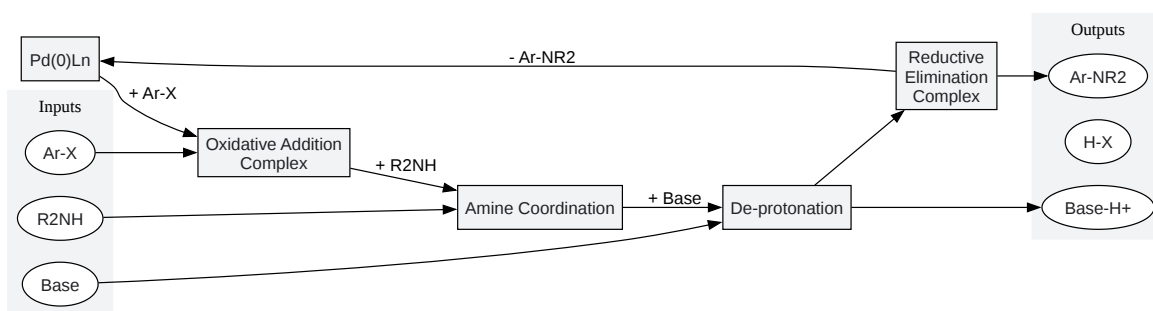 Outputs
Pd(0)Ln
- Ar-NR2
Reductive
Elimination
Complex
Ar-NR2
+ Ar-X
Inputs
Ar-X
Oxidative Addition
Complex
H-X
+ R2NH
R2NH
Amine Coordination
+ Base
De-protonation
Base-H+
Base